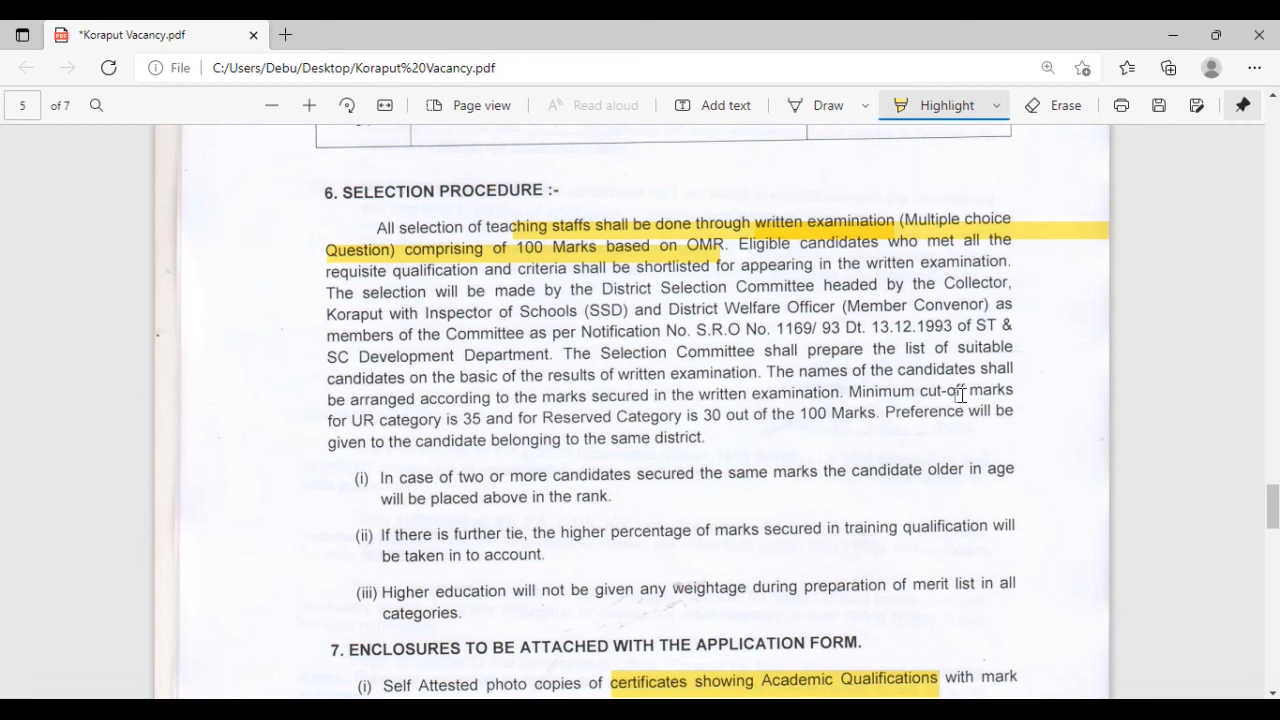 *Koraput Vacancy.pdf
File C:/Users/Debu/Desktop/Koraput%20Vacancy.pdf
5 of 7 Page view Read aloud Add text Draw Highlight Erase
6. SELECTION PROCEDURE :-
All selection of teaching staffs shall be done through written examination (Multiple choice
Question) comprising of 100 Marks based on OMR. Eligible candidates who met all the
requisite qualification and criteria shall be shortlisted for appearing in the written examination.
The selection will be made by the District Selection Committee headed by the Collector,
Koraput with Inspector of Schools (SSD) and District Welfare Officer (Member Convenor) as
members of the Committee as per Notification No. S.R.O No. 1169/ 93 Dt. 13.12.1993 of ST &
SC Development Department. The Selection Committee shall prepare the list of suitable
candidates on the basic of the results of written examination. The names of the candidates shall
be arranged according to the marks secured in the written examination. Minimum cut-off marks
for UR category is 35 and for Reserved Category is 30 out of the 100 Marks. Preference will be
given to the candidate belonging to the same district.
(i) In case of two or more candidates secured the same marks the candidate older in age
will be placed above in the rank.
(ii) If there is further tie, the higher percentage of marks secured in training qualification will
be taken in to account.
(iii) Higher education will not be given any weightage during preparation of merit list in all
categories.
7. ENCLOSURES TO BE ATTACHED WITH THE APPLICATION FORM.
(i) Self Attested photo copies of certificates showing Academic Qualifications with mark